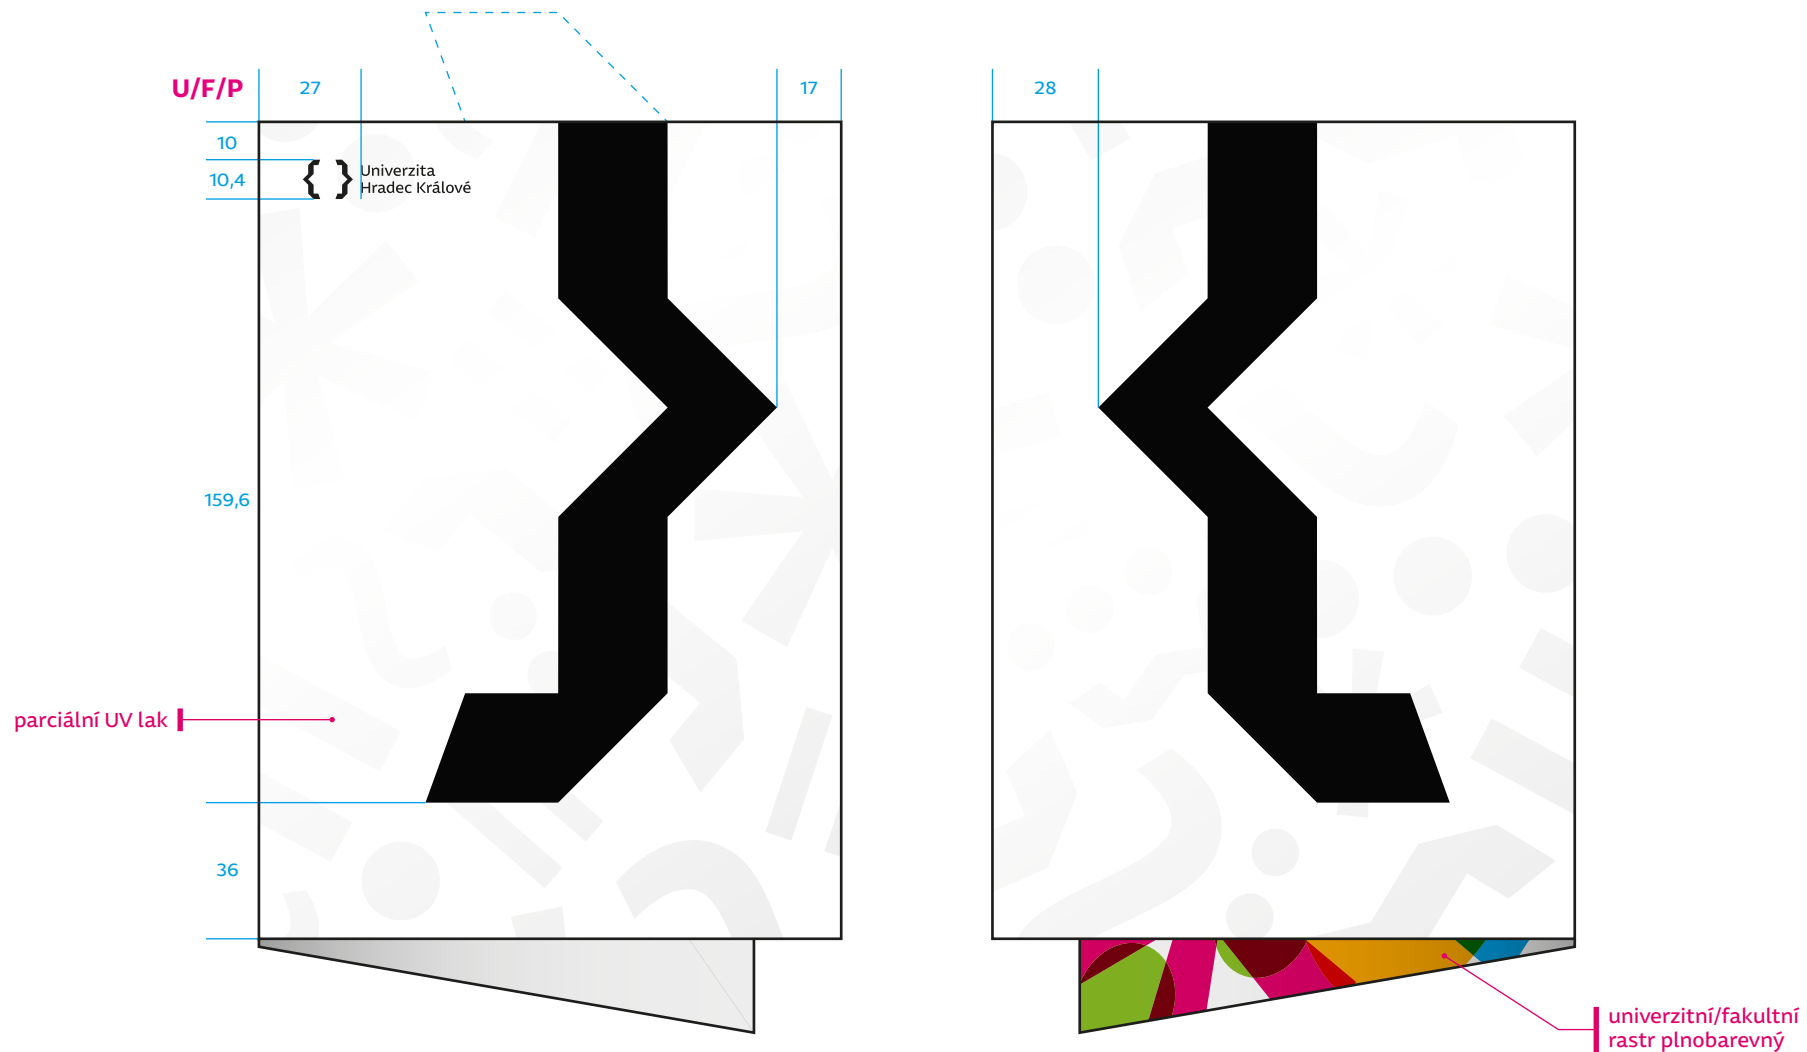 U/F/P
27
17
28
10
10,4
Univerzita
Hradec Králové
159,6
parciální UV lak
36
univerzitní/fakultní
rastr plnobarevný